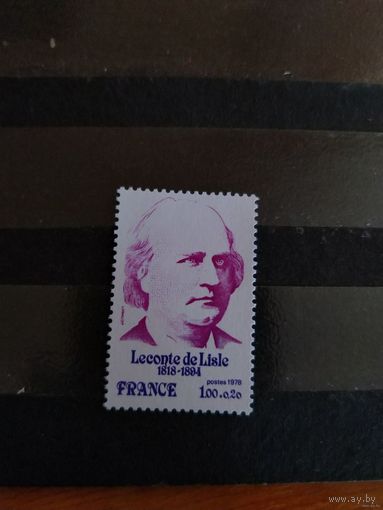 Leconte de Lisle
1818-1894
postes 1978
FRANCE 1.00+0,20
www.ay.by